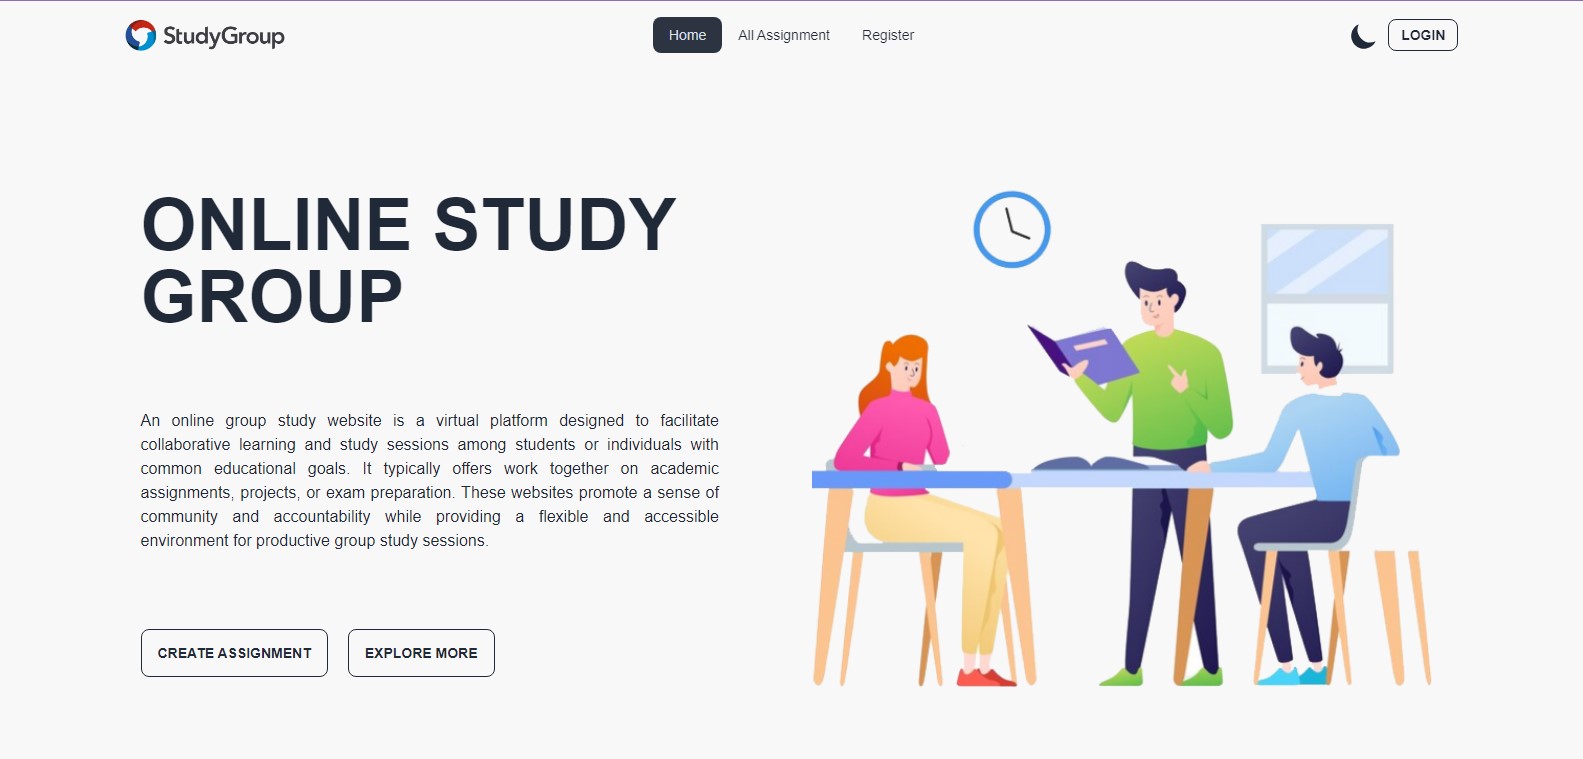 StudyGroup
Home
All Assignment
Register
LOGIN
ONLINE STUDY
GROUP
An online group study website is a virtual platform designed to facilitate
collaborative learning and study sessions among students or individuals with
common educational goals. It typically offers work together on academic
assignments, projects, or exam preparation. These websites promote a sense of
community and accountability while providing a flexible and accessible
environment for productive group study sessions.
CREATE ASSIGNMENT
EXPLORE MORE